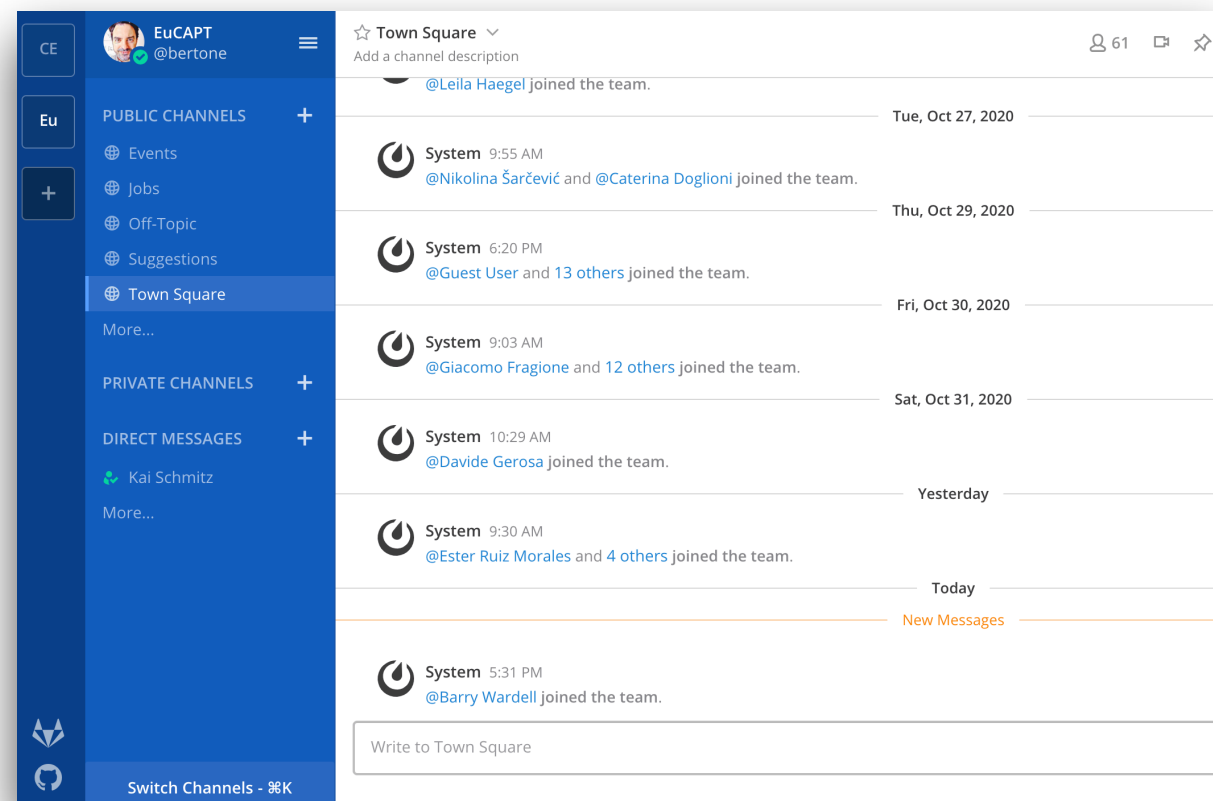 CE
Eu
+
EuCAPT
@bertone
PUBLIC CHANNELS +
Events
Jobs
Off-Topic
Suggestions
Town Square
More...
PRIVATE CHANNELS +
DIRECT MESSAGES +
Kai Schmitz
More...
Switch Channels - ⌘K
Town Square
Add a channel description
61
@Leila Haegel joined the team.
Tue, Oct 27, 2020
System 9:55 AM
@Nikolina Šarčević and @Caterina Doglioni joined the team.
Thu, Oct 29, 2020
System 6:20 PM
@Guest User and 13 others joined the team.
Fri, Oct 30, 2020
System 9:03 AM
@Giacomo Fragione and 12 others joined the team.
Sat, Oct 31, 2020
System 10:29 AM
@Davide Gerosa joined the team.
Yesterday
System 9:30 AM
@Ester Ruiz Morales and 4 others joined the team.
Today
New Messages
System 5:31 PM
@Barry Wardell joined the team.
Write to Town Square